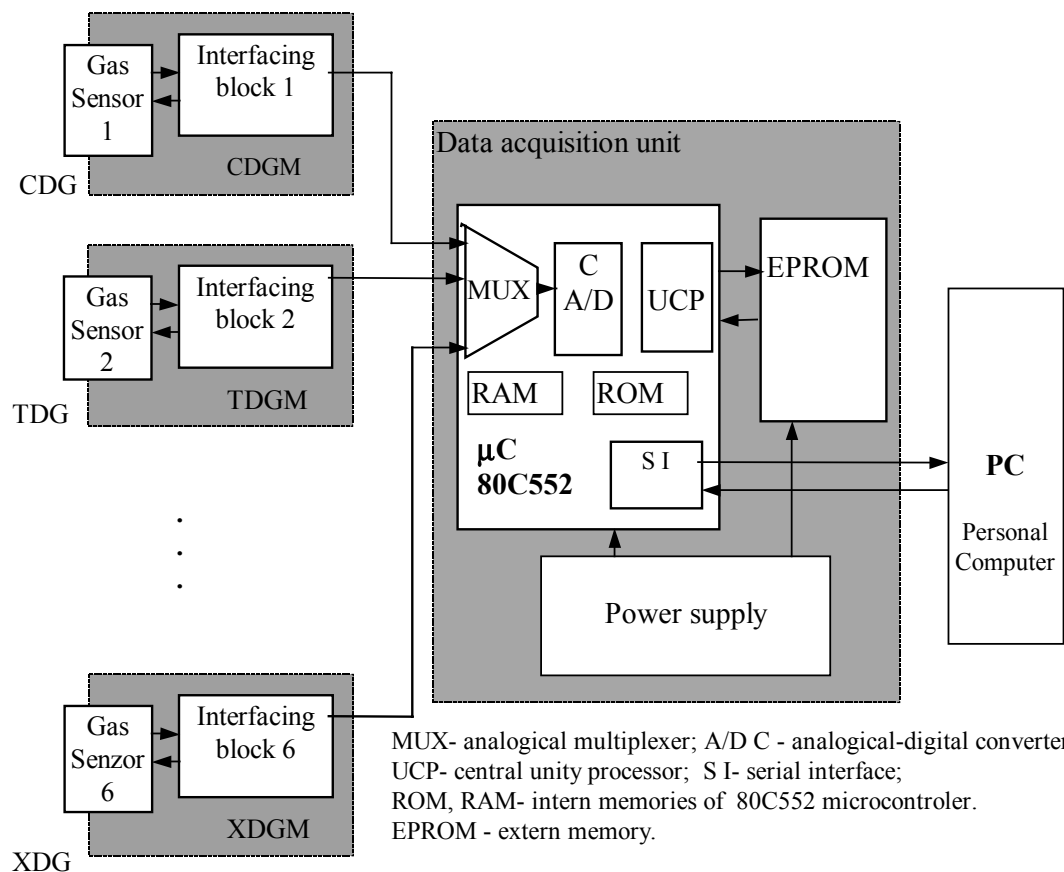 Gas
Sensor
1
Interfacing
block 1
CDGM
CDG
Gas
Sensor
2
Interfacing
block 2
TDGM
TDG
.
.
.
Gas
Senzor
6
Interfacing
block 6
XDGM
XDG
Data acquisition unit
MUX
C
A/D
UCP
EPROM
RAM
ROM
μC
80C552
S I
Power supply
PC
Personal
Computer
MUX- analogical multiplexer; A/D C - analogical-digital converter
UCP- central unity processor; S I- serial interface;
ROM, RAM- intern memories of 80C552 microcontroler.
EPROM - extern memory.